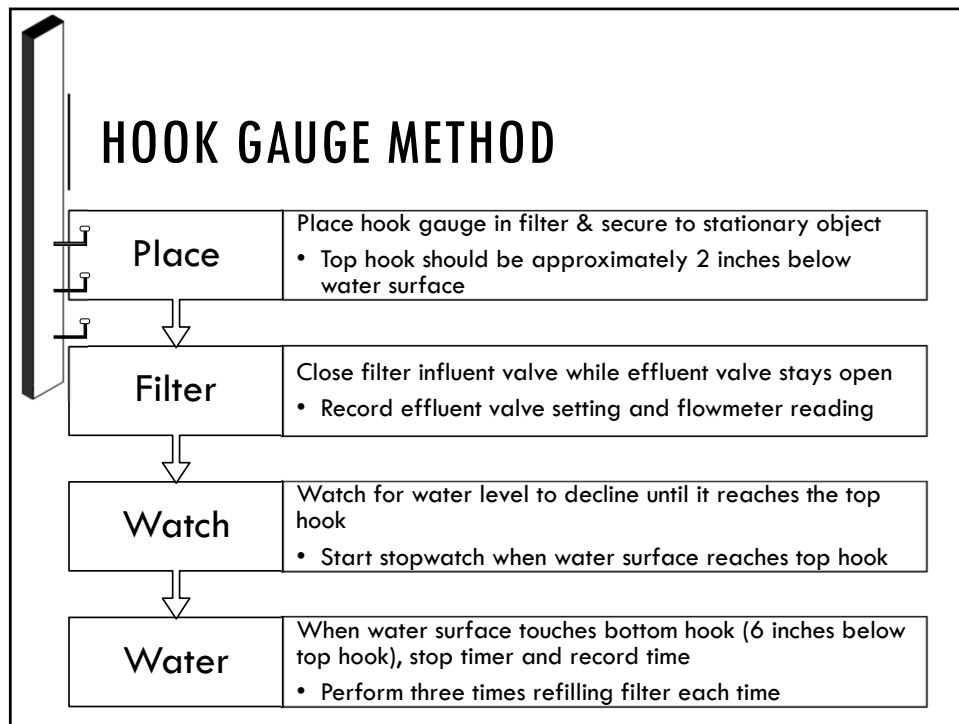 HOOK GAUGE METHOD
Place
Place hook gauge in filter & secure to stationary object
• Top hook should be approximately 2 inches below
water surface
Filter
Close filter influent valve while effluent valve stays open
• Record effluent valve setting and flowmeter reading
Watch
Watch for water level to decline until it reaches the top
hook
• Start stopwatch when water surface reaches top hook
Water
When water surface touches bottom hook (6 inches below
top hook), stop timer and record time
• Perform three times refilling filter each time